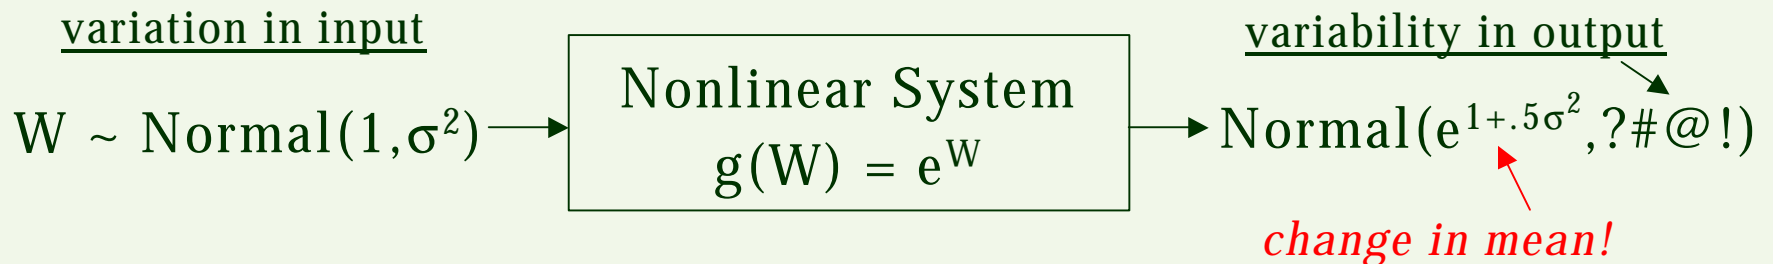 variation in input
W ~ Normal(1,σ²)
Nonlinear System
g(W) = e^W
variability in output
Normal(e^{1+.5σ²},?#@!)
change in mean!